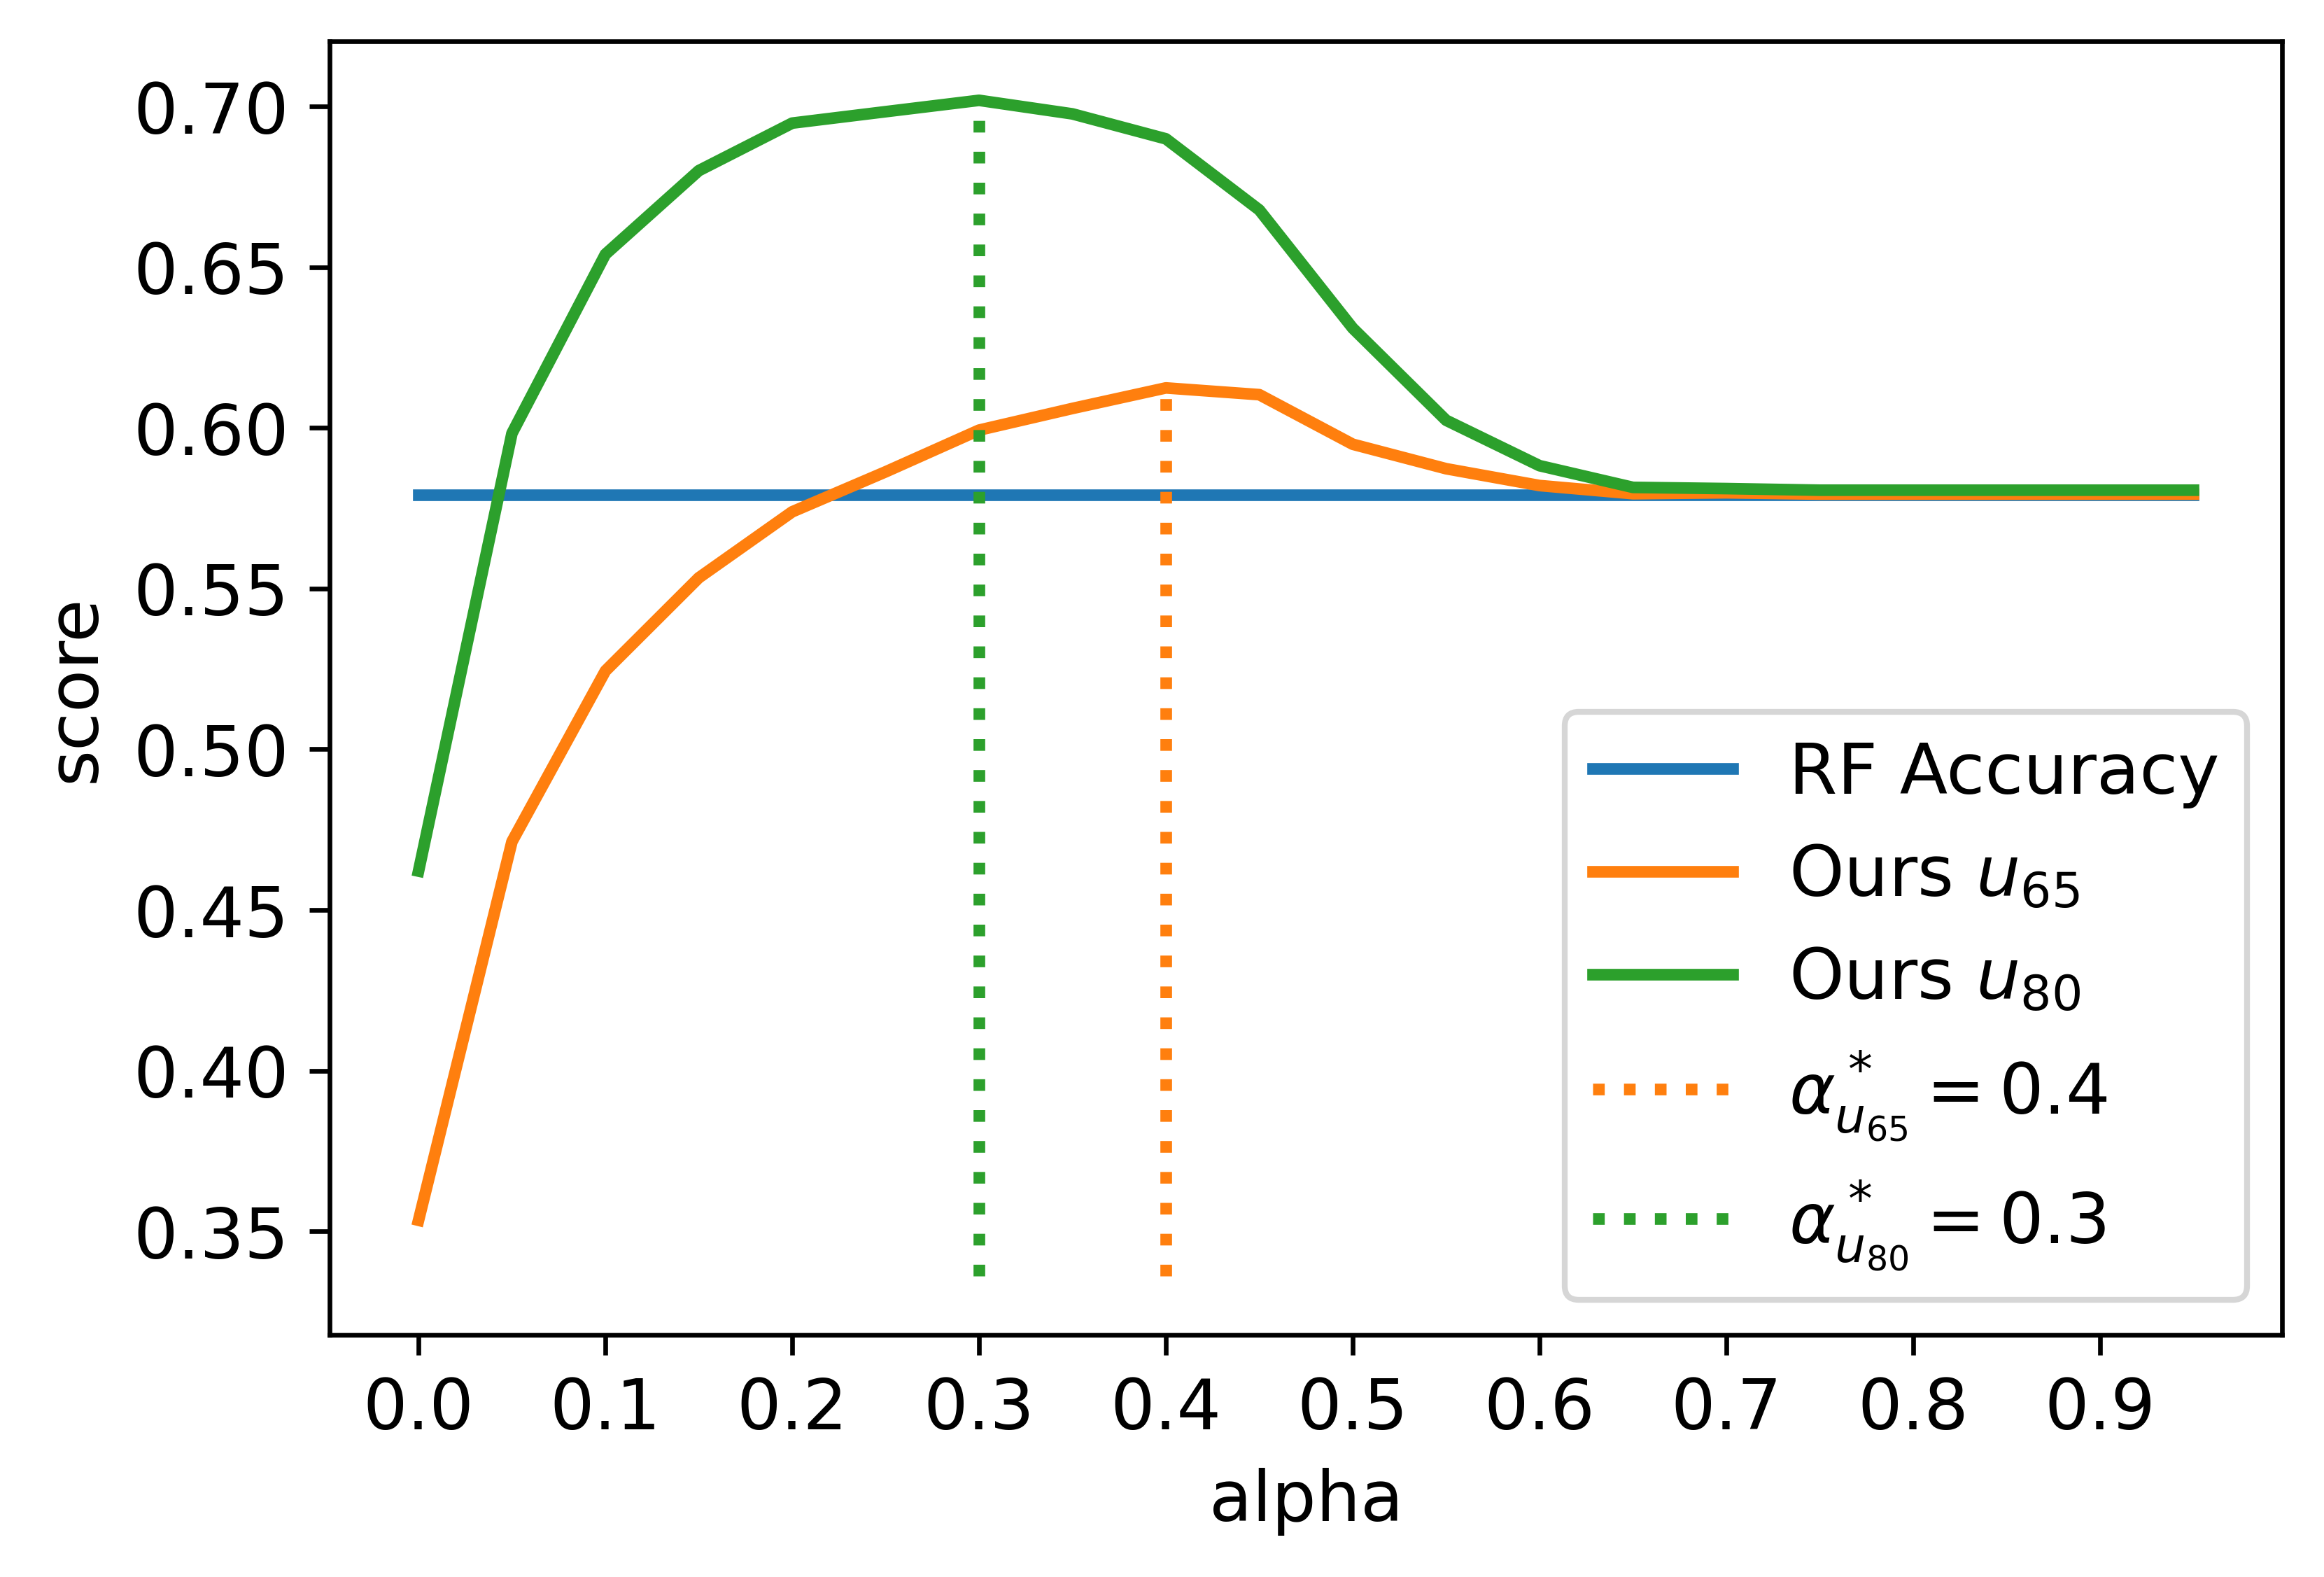 0.70
0.65
0.60
0.55
0.50
0.45
0.40
0.35
score
0.0 0.1 0.2 0.3 0.4 0.5 0.6 0.7 0.8 0.9
alpha
RF Accuracy
Ours u₆₅
Ours u₈₀
α*u₆₅ = 0.4
α*u₈₀ = 0.3